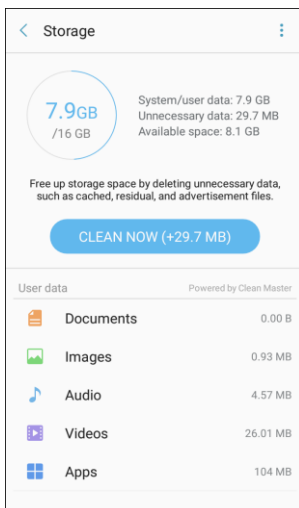 Storage
7.9GB
/16 GB
System/user data: 7.9 GB
Unnecessary data: 29.7 MB
Available space: 8.1 GB
Free up storage space by deleting unnecessary data,
such as cached, residual, and advertisement files.
CLEAN NOW (+29.7 MB)
User data Powered by Clean Master
Documents 0.00 B
Images 0.93 MB
Audio 4.57 MB
Videos 26.01 MB
Apps 104 MB